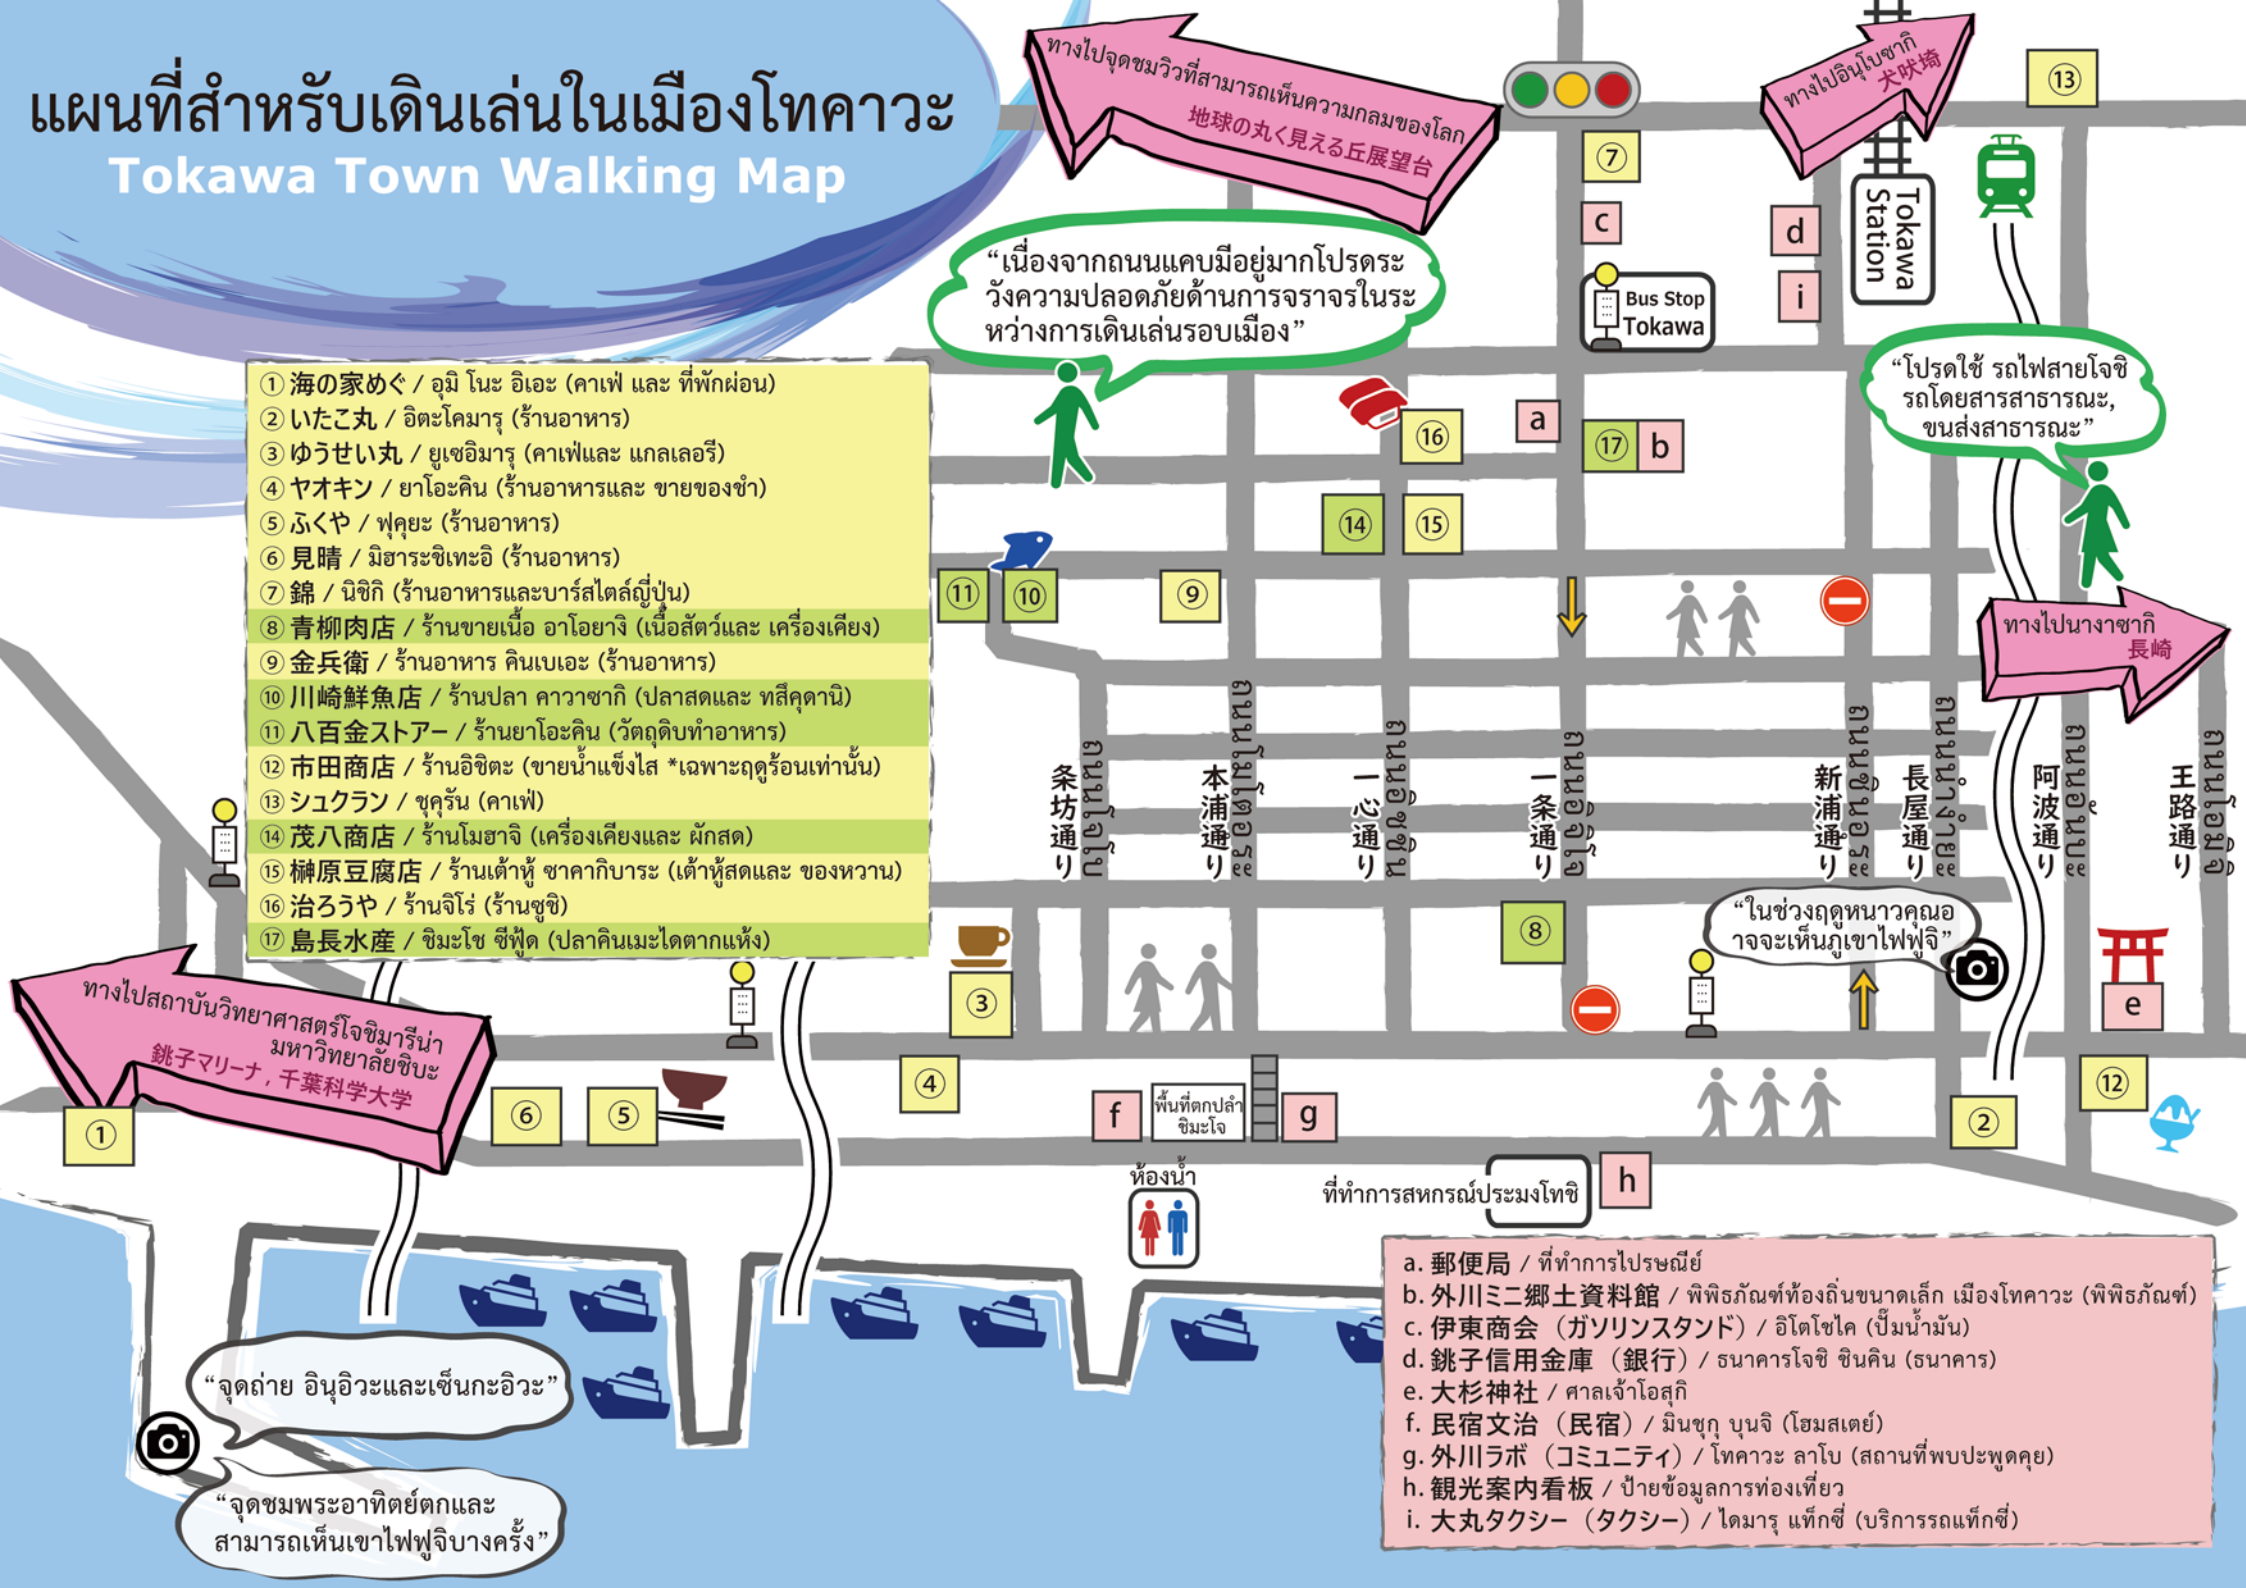 แผนที่สำหรับเดินเล่นในเมืองโทคาวะ
Tokawa Town Walking Map
ทางไปจุดชมวิวที่สามารถเห็นความกลมของโลก
地球の丸く見える丘展望台
ทางไปอินุโบซากิ
犬吠埼
⑬
⑦
c
d
i
Tokawa
Station
Bus Stop
Tokawa
“เนื่องจากถนนแคบมีอยู่มากโปรดระ
วังความปลอดภัยด้านการจราจรในระ
หว่างการเดินเล่นรอบเมือง”
“โปรดใช้ รถไฟสายโจชิ
รถโดยสารสาธารณะ,
ขนส่งสาธารณะ”
① 海の家めぐ / อุมิ โนะ อิเอะ (คาเฟ่ และ ที่พักผ่อน)
② いたこ丸 / อิตะโคมารุ (ร้านอาหาร)
③ ゆうせい丸 / ยูเซอิมารุ (คาเฟ่และ แกลเลอรี)
④ ヤオキン / ยาโอะคิน (ร้านอาหารและ ขายของชำ)
⑤ ふくや / ฟุคุยะ (ร้านอาหาร)
⑥ 見晴 / มิฮาระชิเทะอิ (ร้านอาหาร)
⑦ 錦 / นิชิกิ (ร้านอาหารและบาร์สไตล์ญี่ปุ่น)
⑧ 青柳肉店 / ร้านขายเนื้อ อาโอยางิ (เนื้อสัตว์และ เครื่องเคียง)
⑨ 金兵衛 / ร้านอาหาร คินเบเอะ (ร้านอาหาร)
⑩ 川崎鮮魚店 / ร้านปลา คาวาซากิ (ปลาสดและ ทสึคุดานิ)
⑪ 八百金ストアー / ร้านยาโอะคิน (วัตถุดิบทำอาหาร)
⑫ 市田商店 / ร้านอิชิตะ (ขายน้ำแข็งไส *เฉพาะฤดูร้อนเท่านั้น)
⑬ シュクラン / ชุคุรัน (คาเฟ่)
⑭ 茂八商店 / ร้านโมฮาจิ (เครื่องเคียงและ ผักสด)
⑮ 榊原豆腐店 / ร้านเต้าหู้ ซาคากิบาระ (เต้าหู้สดและ ของหวาน)
⑯ 治ろうや / ร้านจิโร่ (ร้านซูชิ)
⑰ 島長水産 / ชิมะโช ซีฟู้ด (ปลาคินเมะไดตากแห้ง)
⑯
a
⑰
b
⑭
⑮
⑪
⑩
⑨
ทางไปนางาซากิ
長崎
条坊通り
本浦通り
一心通り
一条通り
新浦通り
長屋通り
阿波通り
王路通り
⑧
“ในช่วงฤดูหนาวคุณอ
าจจะเห็นภูเขาไฟฟูจิ”
③
e
ทางไปสถาบันวิทยาศาสตร์โจชิมารีน่า
มหาวิทยาลัยชิบะ
銚子マリーナ , 千葉科学大学
①
⑥
⑤
④
f
พื้นที่ตกปลำ
ชิมะโจ
g
②
⑫
ห้องน้ำ
ที่ทำการสหกรณ์ประมงโทชิ
h
“จุดถ่าย อินุอิวะและเซ็นกะอิวะ”
“จุดชมพระอาทิตย์ตกและ
สามารถเห็นเขาไฟฟูจิบางครั้ง”
a. 郵便局 / ที่ทำการไปรษณีย์
b. 外川ミニ郷土資料館 / พิพิธภัณฑ์ท้องถิ่นขนาดเล็ก เมืองโทคาวะ (พิพิธภัณฑ์)
c. 伊東商会（ガソリンスタンド）/ อิโตโชไค (ปั๊มน้ำมัน)
d. 銚子信用金庫（銀行）/ ธนาคารโจชิ ชินคิน (ธนาคาร)
e. 大杉神社 / ศาลเจ้าโอสุกิ
f. 民宿文治（民宿）/ มินชุกุ บุนจิ (โฮมสเตย์)
g. 外川ラボ（コミュニティ）/ โทคาวะ ลาโบ (สถานที่พบปะพูดคุย)
h. 観光案内看板 / ป้ายข้อมูลการท่องเที่ยว
i. 大丸タクシー（タクシー）/ ไดมารุ แท็กซี่ (บริการรถแท็กซี่)